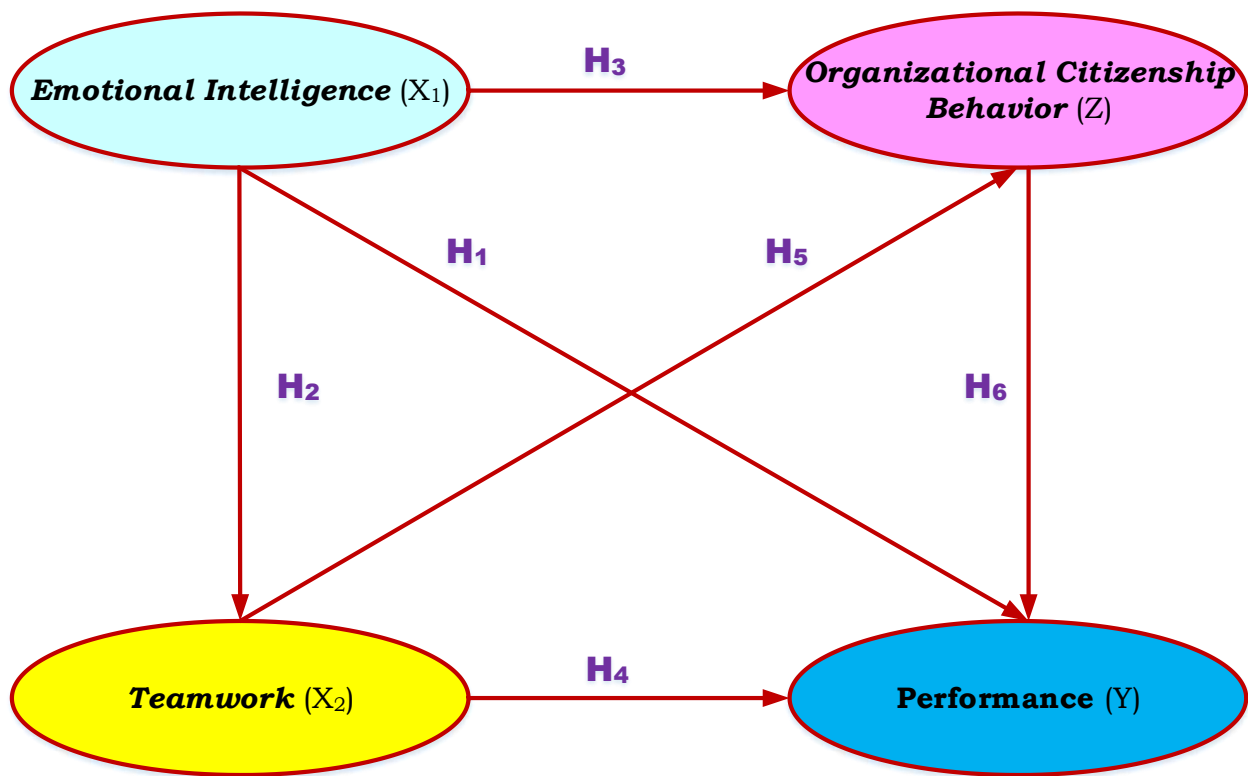 H₃
Emotional Intelligence (X₁)
Organizational Citizenship
Behavior (Z)
H₁
H₅
H₂
H₆
H₄
Teamwork (X₂)
Performance (Y)